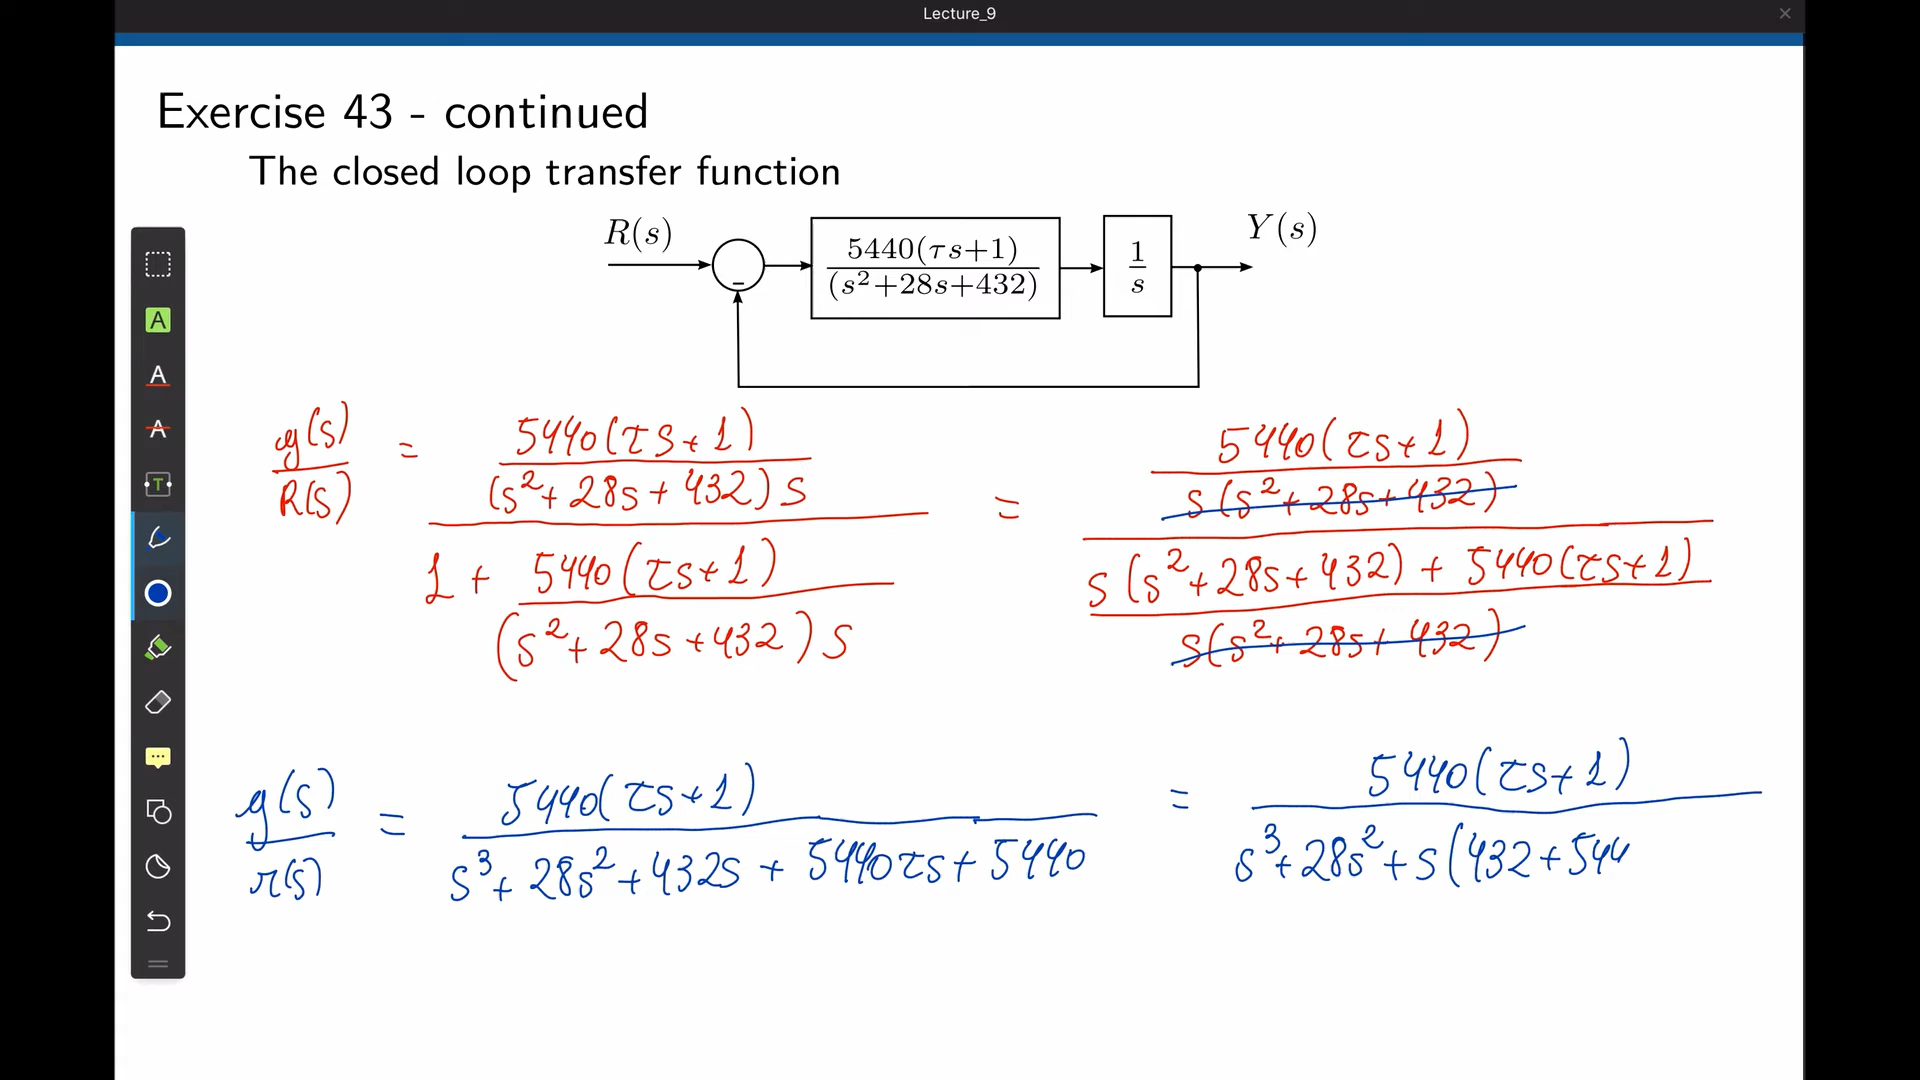 Lecture_9
Exercise 43 - continued
The closed loop transfer function
R(s)
-
5440(τs+1)
(s²+28s+432)
1
s
Y(s)
y(s)
R(s)
=
5440(τs+1)
(s²+28s+432)s
1 + 5440(τs+1)
(s²+28s+432)s
=
5440(τs+1)
s(s²+28s+432)
s(s²+28s+432) + 5440(τs+1)
s(s²+28s+432)
y(s)
r(s)
=
5440(τs+1)
s³+28s²+432s+5440τs+5440
=
5440(τs+1)
s³+28s²+s(432+544
A
A
A
T